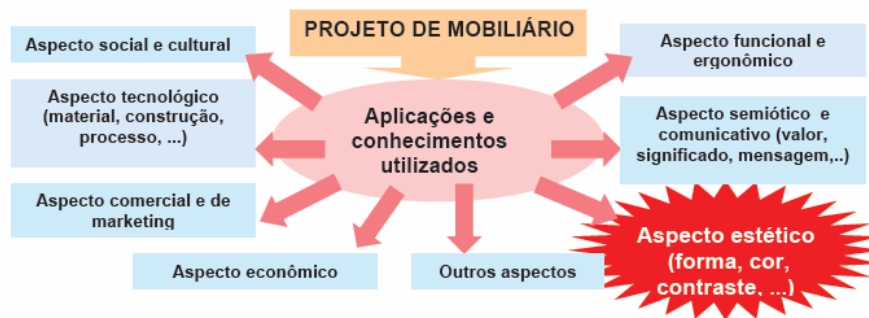 PROJETO DE MOBILIÁRIO
Aspecto social e cultural
Aspecto funcional e
ergonômico
Aspecto tecnológico
(material, construção,
processo, ...)
Aplicações e
conhecimentos
utilizados
Aspecto semiótico e
comunicativo (valor,
significado, mensagem,..)
Aspecto comercial e de
marketing
Aspecto estético
(forma, cor,
contraste, ...)
Aspecto econômico
Outros aspectos